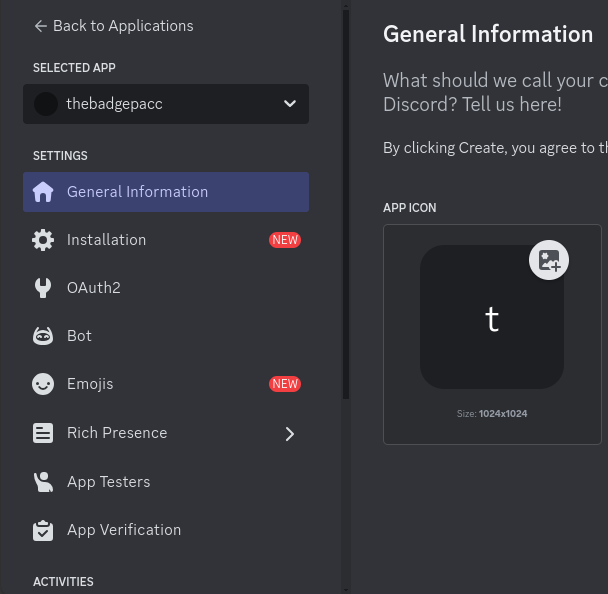 Back to Applications
SELECTED APP
thebadgepacc
SETTINGS
General Information
Installation NEW
OAuth2
Bot
Emojis NEW
Rich Presence
App Testers
App Verification
ACTIVITIES
General Information
What should we call your c
Discord? Tell us here!
By clicking Create, you agree to th
APP ICON
t
Size: 1024x1024